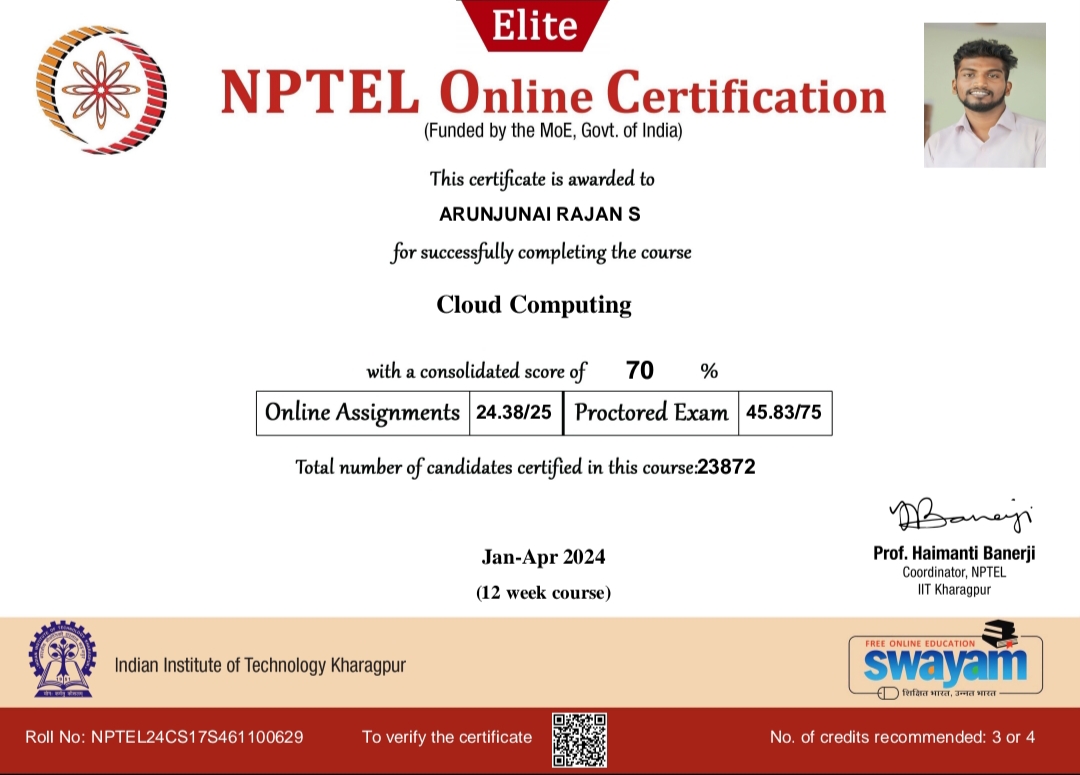 Elite
NPTEL Online Certification
(Funded by the MoE, Govt. of India)
This certificate is awarded to
ARUNJUNAI RAJAN S
for successfully completing the course
Cloud Computing
with a consolidated score of 70 %
Online Assignments 24.38/25 Proctored Exam 45.83/75
Total number of candidates certified in this course:23872
Jan-Apr 2024
(12 week course)
Prof. Haimanti Banerji
Coordinator, NPTEL
IIT Kharagpur
Indian Institute of Technology Kharagpur
FREE ONLINE EDUCATION
swayam
शिक्षित भारत, उन्नत भारत
Roll No: NPTEL24CS17S461100629
To verify the certificate
No. of credits recommended: 3 or 4